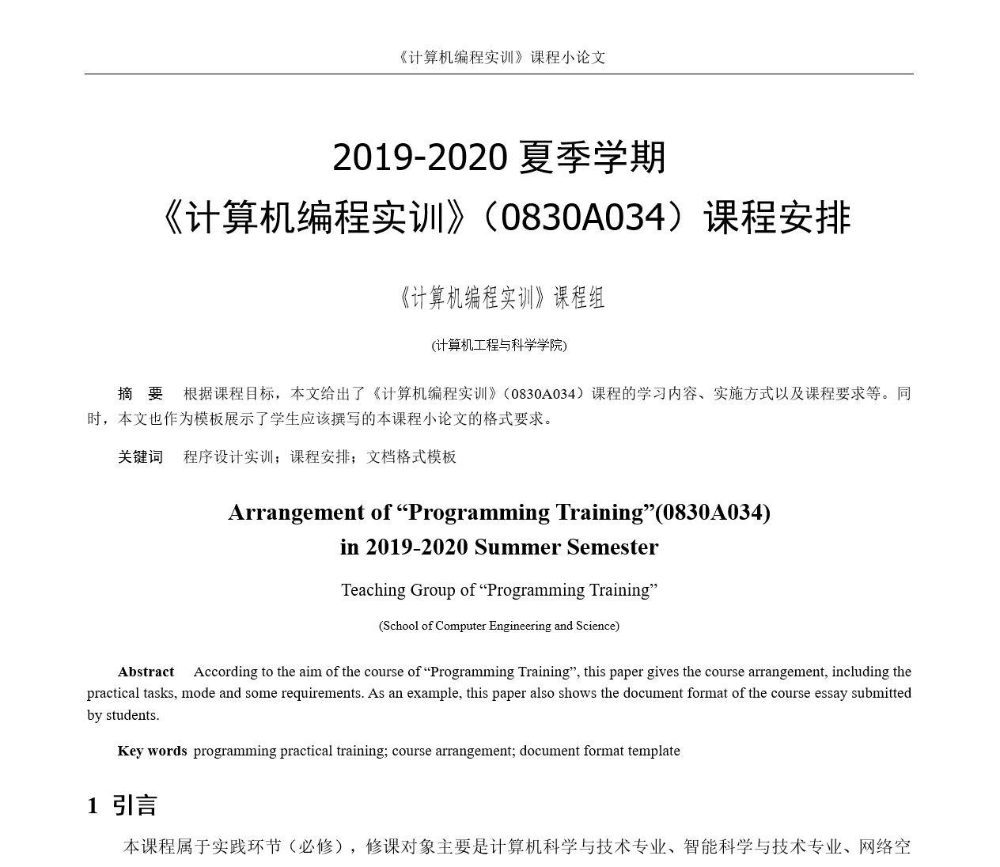 《计算机编程实训》课程小论文
2019-2020 夏季学期
《计算机编程实训》（0830A034）课程安排
《计算机编程实训》课程组
(计算机工程与科学学院)
摘　要　根据课程目标，本文给出了《计算机编程实训》（0830A034）课程的学习内容、实施方式以及课程要求等。同
时，本文也作为模板展示了学生应该撰写的本课程小论文的格式要求。
关键词　程序设计实训；课程安排；文档格式模板
Arrangement of “Programming Training”(0830A034)
in 2019-2020 Summer Semester
Teaching Group of “Programming Training”
(School of Computer Engineering and Science)
Abstract　According to the aim of the course of “Programming Training”, this paper gives the course arrangement, including the
practical tasks, mode and some requirements. As an example, this paper also shows the document format of the course essay submitted
by students.
Key words programming practical training; course arrangement; document format template
1 引言
本课程属于实践环节（必修），修课对象主要是计算机科学与技术专业、智能科学与技术专业、网络空